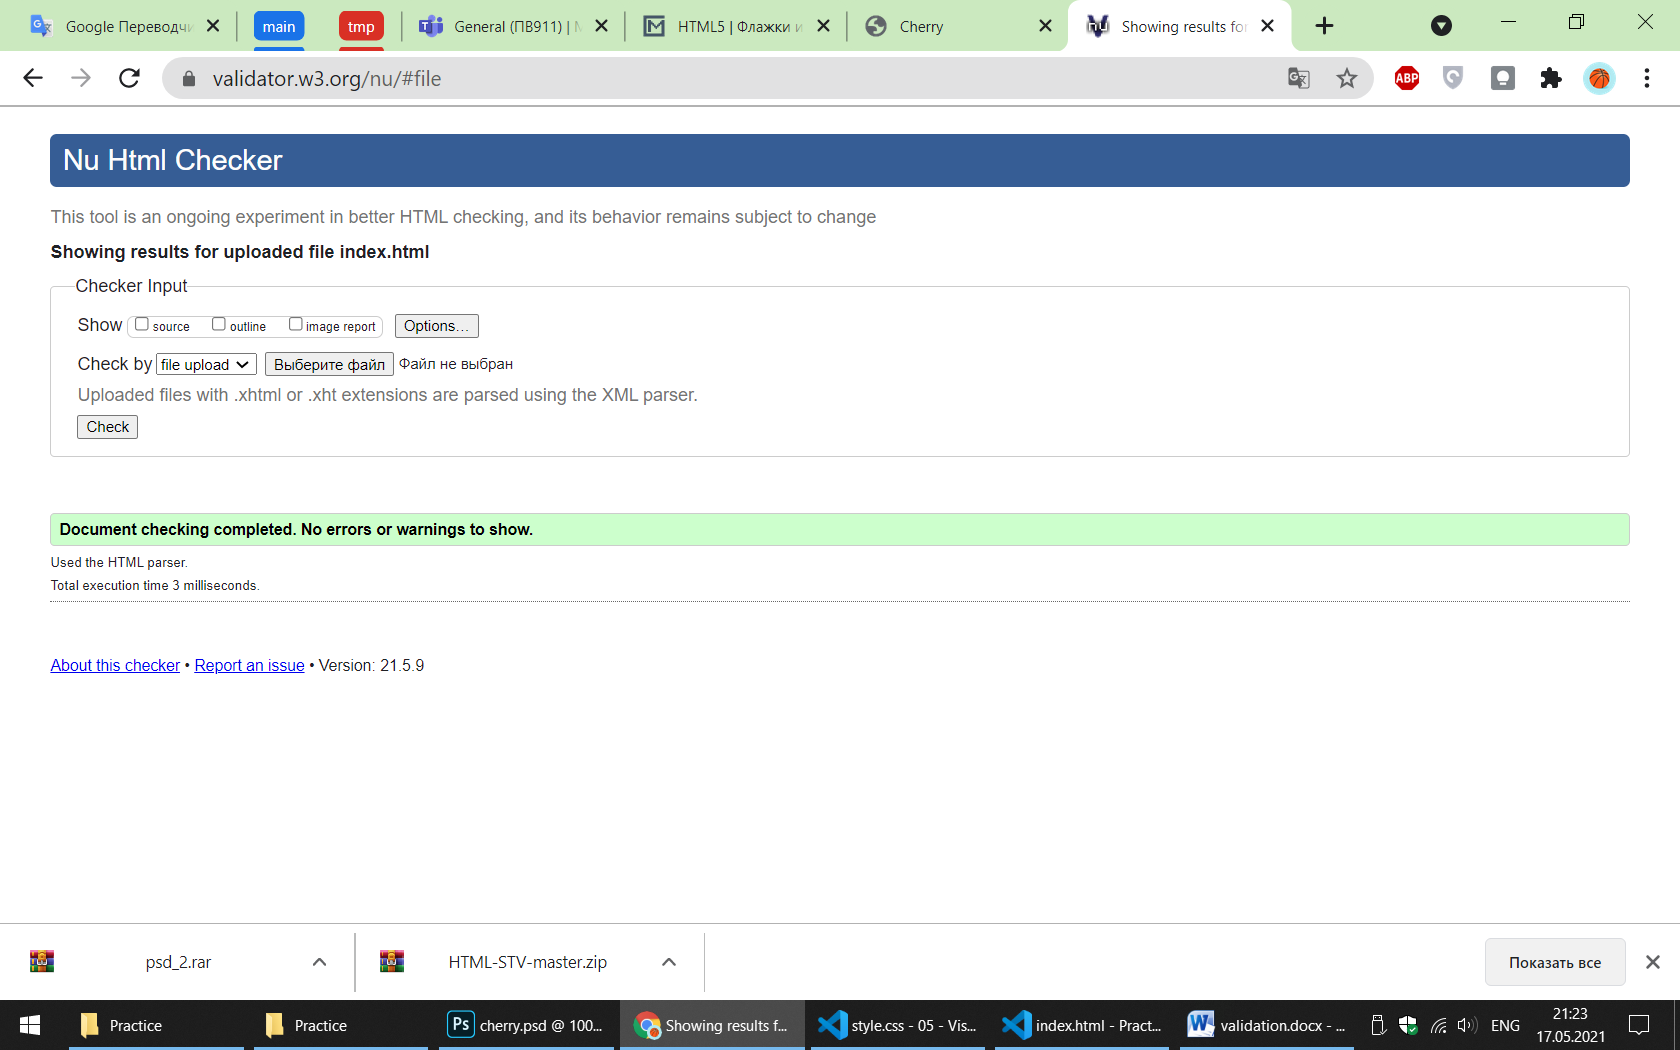 Google Переводчи
main
tmp
General (ПВ911) |
HTML5 | Флажки и
Cherry
Showing results for
validator.w3.org/nu/#file
ABP
Nu Html Checker
This tool is an ongoing experiment in better HTML checking, and its behavior remains subject to change
Showing results for uploaded file index.html
Checker Input
Show source outline image report Options...
Check by file upload Выберите файл Файл не выбран
Uploaded files with .xhtml or .xht extensions are parsed using the XML parser.
Check
Document checking completed. No errors or warnings to show.
Used the HTML parser.
Total execution time 3 milliseconds.
About this checker • Report an issue • Version: 21.5.9
psd_2.rar
HTML-STV-master.zip
Показать все
Practice
Practice
Ps cherry.psd @ 100...
Showing results f...
style.css - 05 - Vis...
index.html - Pract...
validation.docx - ...
ENG
21:23
17.05.2021